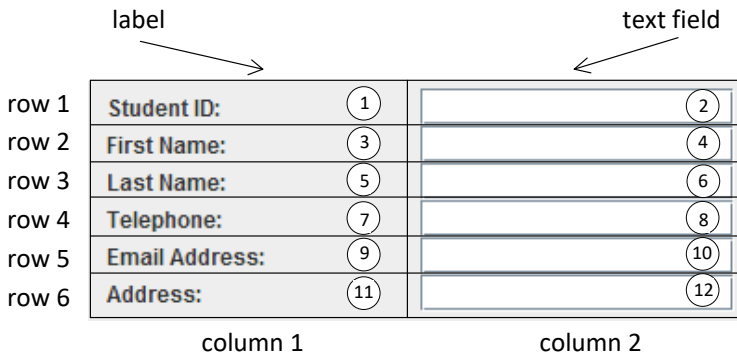 label text field
row 1 Student ID: 1 2
row 2 First Name: 3 4
row 3 Last Name: 5 6
row 4 Telephone: 7 8
row 5 Email Address: 9 10
row 6 Address: 11 12
column 1 column 2